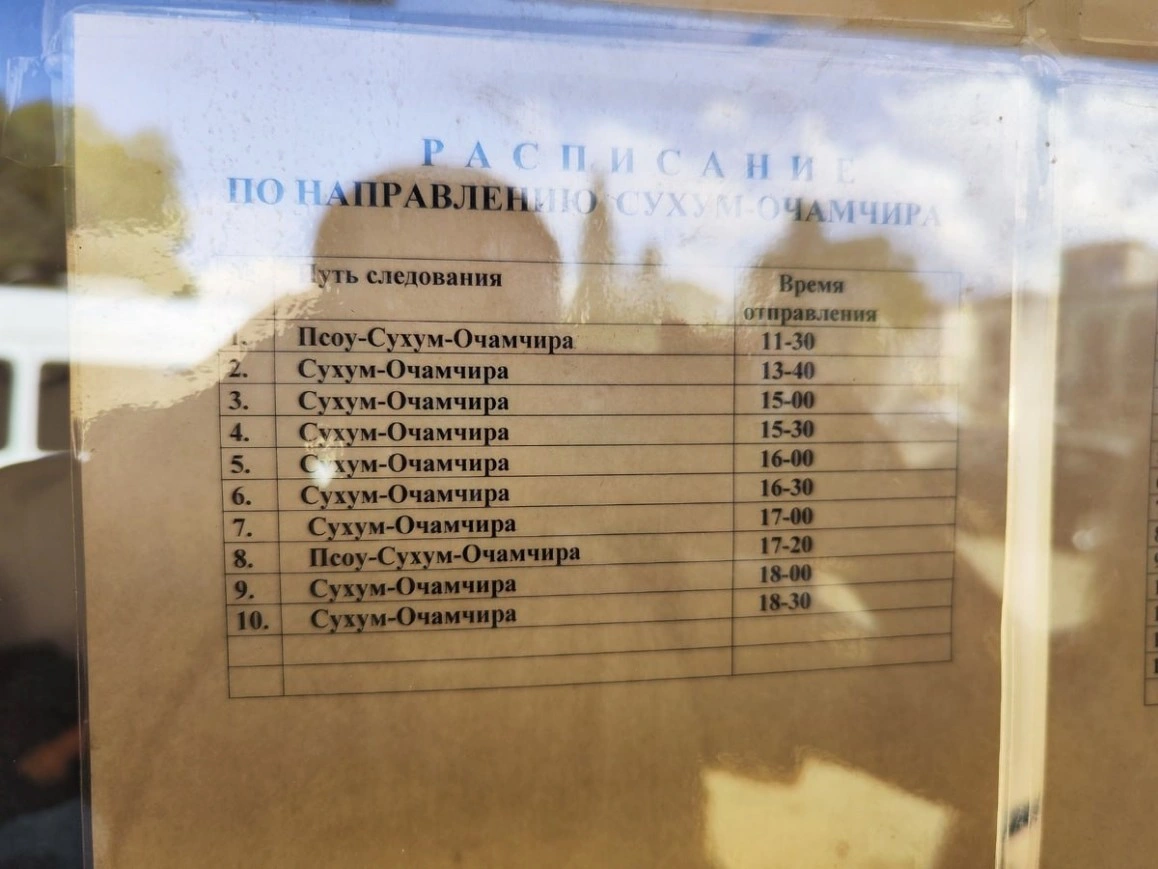 РАСПИСАНИЕ
ПО НАПРАВЛЕНИЮ СУХУМ-ОЧАМЧИРА
Путь следования Время отправления
1. Псоу-Сухум-Очамчира 11-30
2. Сухум-Очамчира 13-40
3. Сухум-Очамчира 15-00
4. Сухум-Очамчира 15-30
5. Сухум-Очамчира 16-00
6. Сухум-Очамчира 16-30
7. Сухум-Очамчира 17-00
8. Псоу-Сухум-Очамчира 17-20
9. Сухум-Очамчира 18-00
10. Сухум-Очамчира 18-30